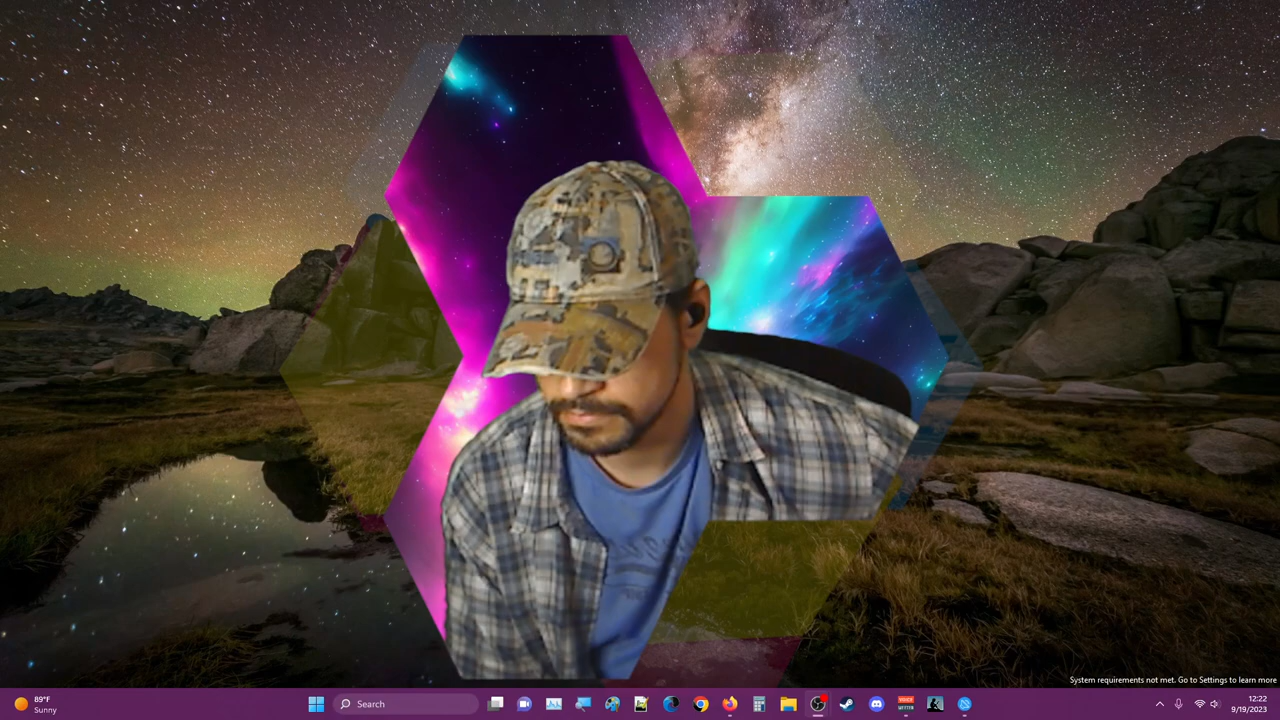 System requirements not met. Go to Settings to learn more
89°F
Sunny
Search
12:22
9/19/2023